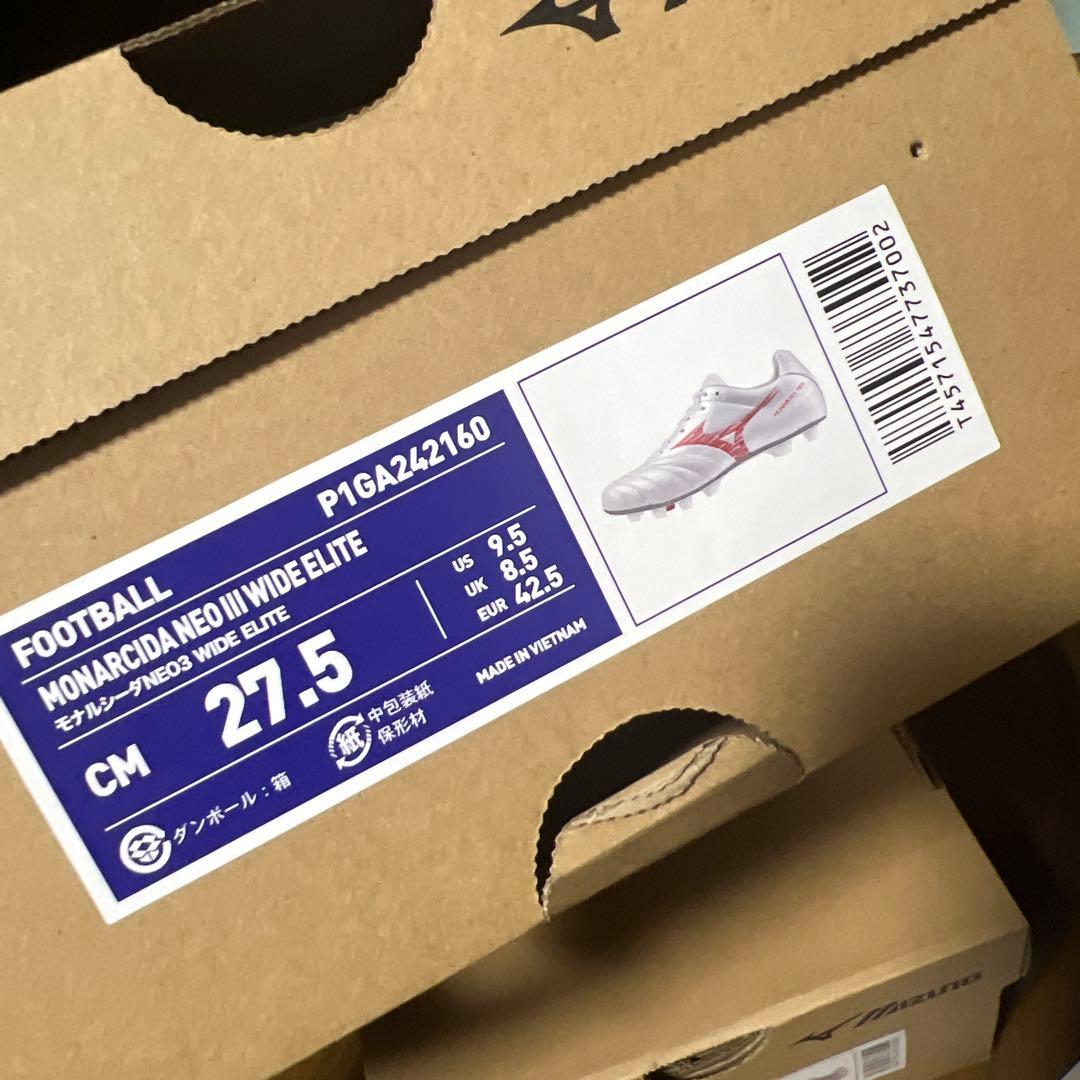 FOOTBALL
P1GA242160
MONARCIDA NEO III WIDE ELITE
モナルシーダNEO3 WIDE ELITE
CM 27.5
US 9.5
UK 8.5
EUR 42.5
ダンボール：箱
紙 中包装紙
保形材
MADE IN VIETNAM
T4571547737002
MIZUNO